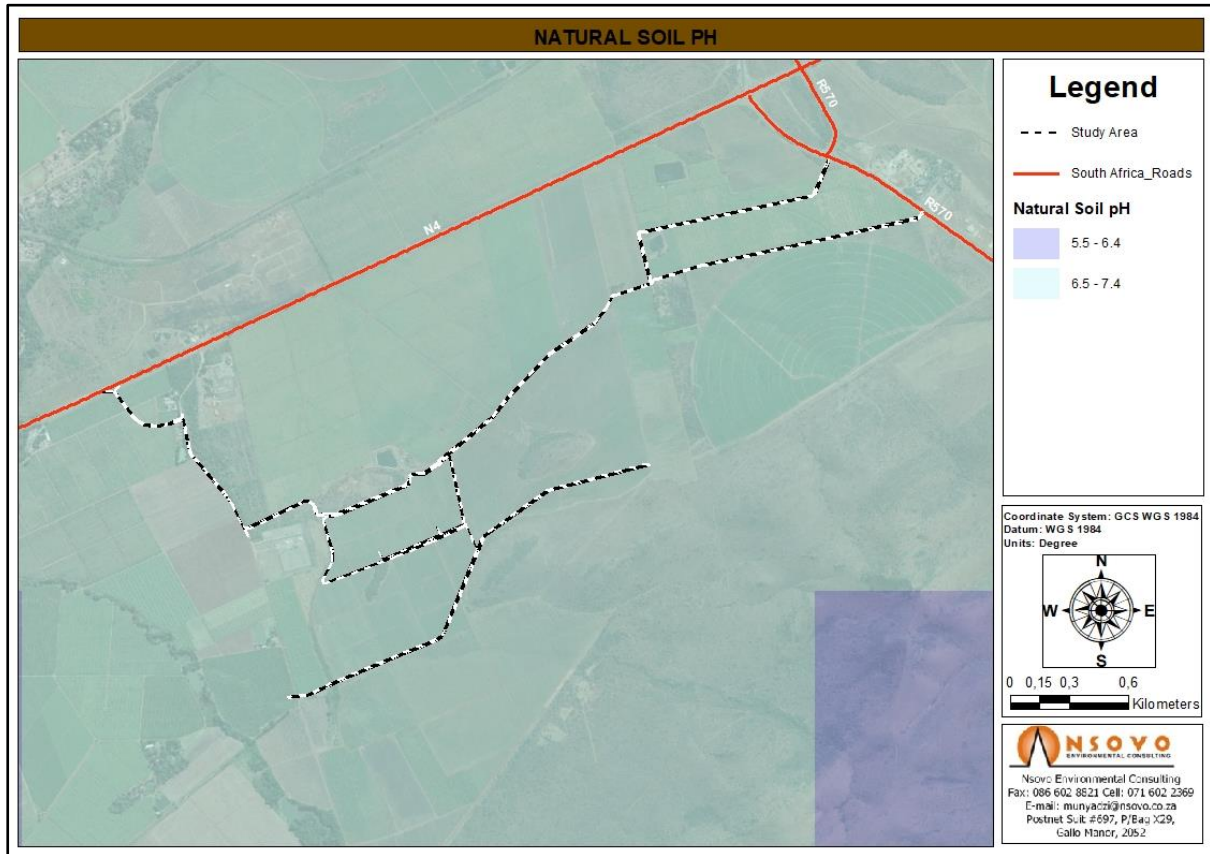 NATURAL SOIL PH
R570
N4
R570
Legend
Study Area
South Africa_Roads
Natural Soil pH
5.5 - 6.4
6.5 - 7.4
Coordinate System: GCS WGS 1984
Datum: WGS 1984
Units: Degree
N
W E
S
0 0,15 0,3 0,6
Kilometers
NSOVO
ENVIRONMENTAL CONSULTING
Nsovo Environmental Consulting
Fax: 086 602 8821 Cell: 071 602 2369
E-mail: munyadzi@nsovo.co.za
Postnet Suit #697, P/Bag X29,
Gallo Manor, 2052